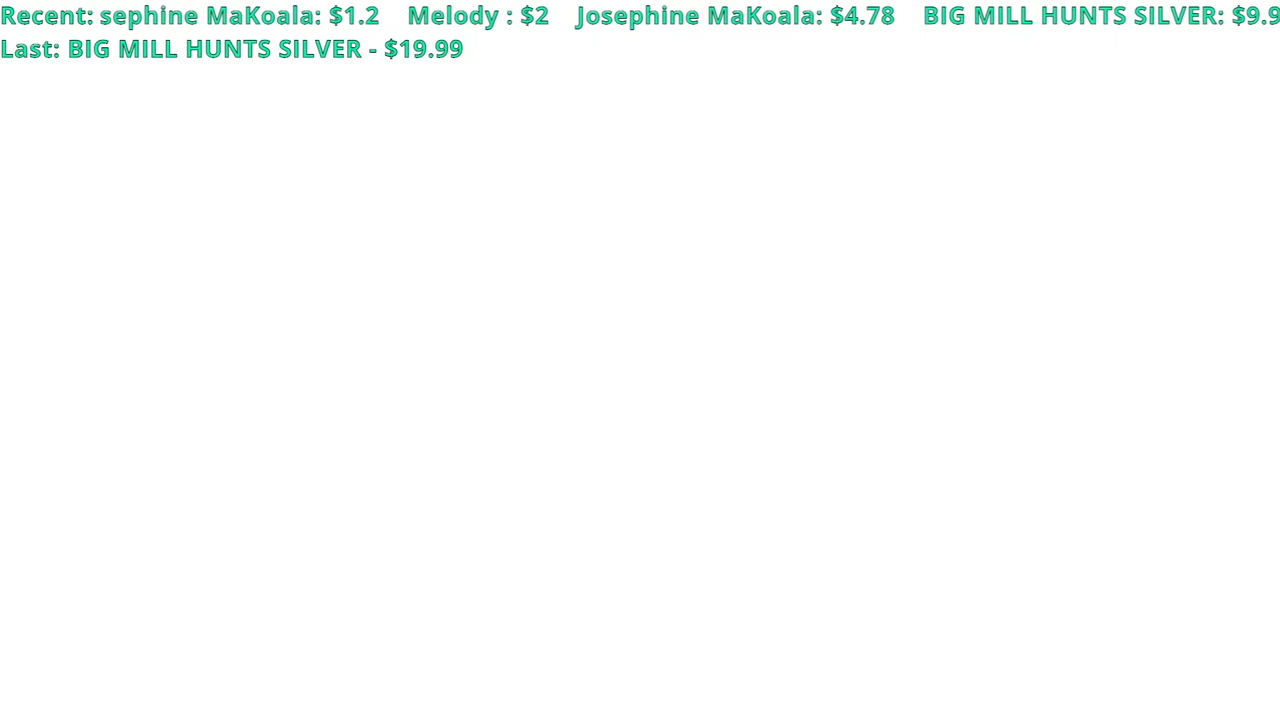 Recent: sephine MaKoala: $1.2 Melody : $2 Josephine MaKoala: $4.78 BIG MILL HUNTS SILVER: $9.9
Last: BIG MILL HUNTS SILVER - $19.99